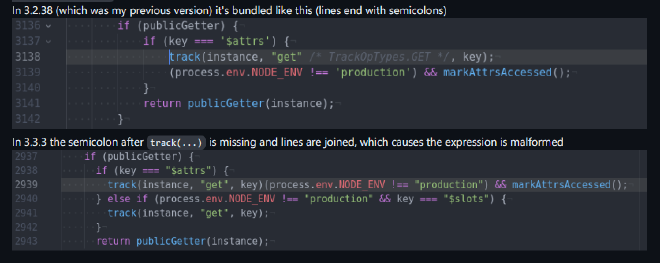 In 3.2.38 (which was my previous version) it's bundled like this (lines end with semicolons)
3136 if (publicGetter) {
3137 if (key === '$attrs') {
3138 track(instance, "get" /* TrackOpTypes.GET */, key);
3139 (process.env.NODE_ENV !== 'production') && markAttrsAccessed();
3140 }
3141 return publicGetter(instance);
3142 }
In 3.3.3 the semicolon after track(...) is missing and lines are joined, which causes the expression is malformed
2937 if (publicGetter) {
2938 if (key === "$attrs") {
2939 track(instance, "get", key)(process.env.NODE_ENV !== "production") && markAttrsAccessed();
2940 } else if (process.env.NODE_ENV !== "production" && key === "$slots") {
2941 track(instance, "get", key);
2942 }
2943 return publicGetter(instance);